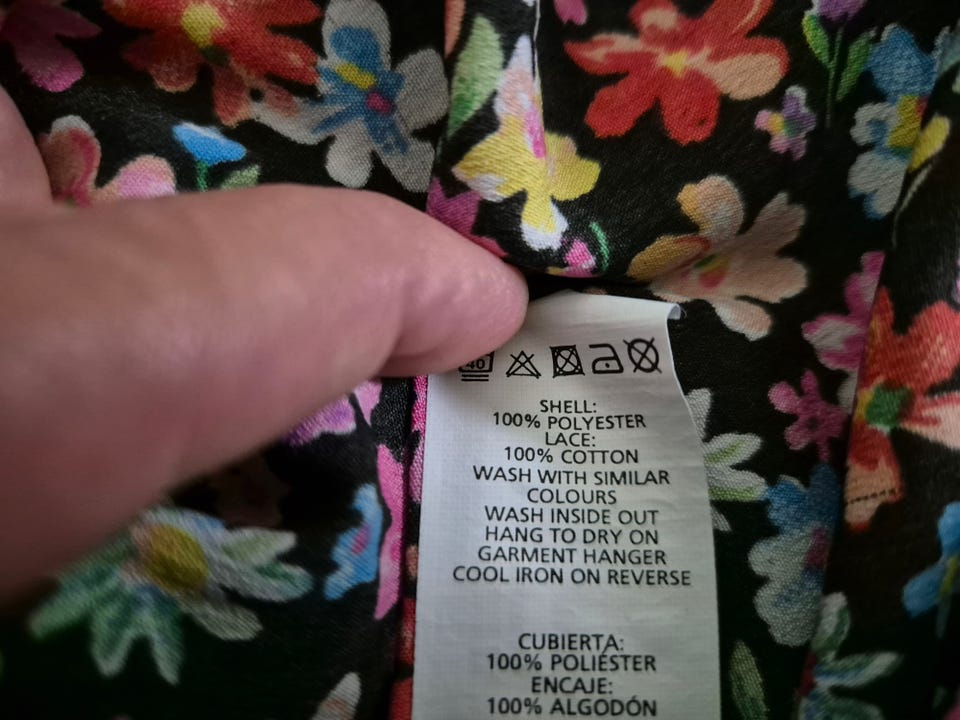 40
SHELL:
100% POLYESTER
LACE:
100% COTTON
WASH WITH SIMILAR
COLOURS
WASH INSIDE OUT
HANG TO DRY ON
GARMENT HANGER
COOL IRON ON REVERSE
CUBIERTA:
100% POLIÉSTER
ENCAJE:
100% ALGODÓN